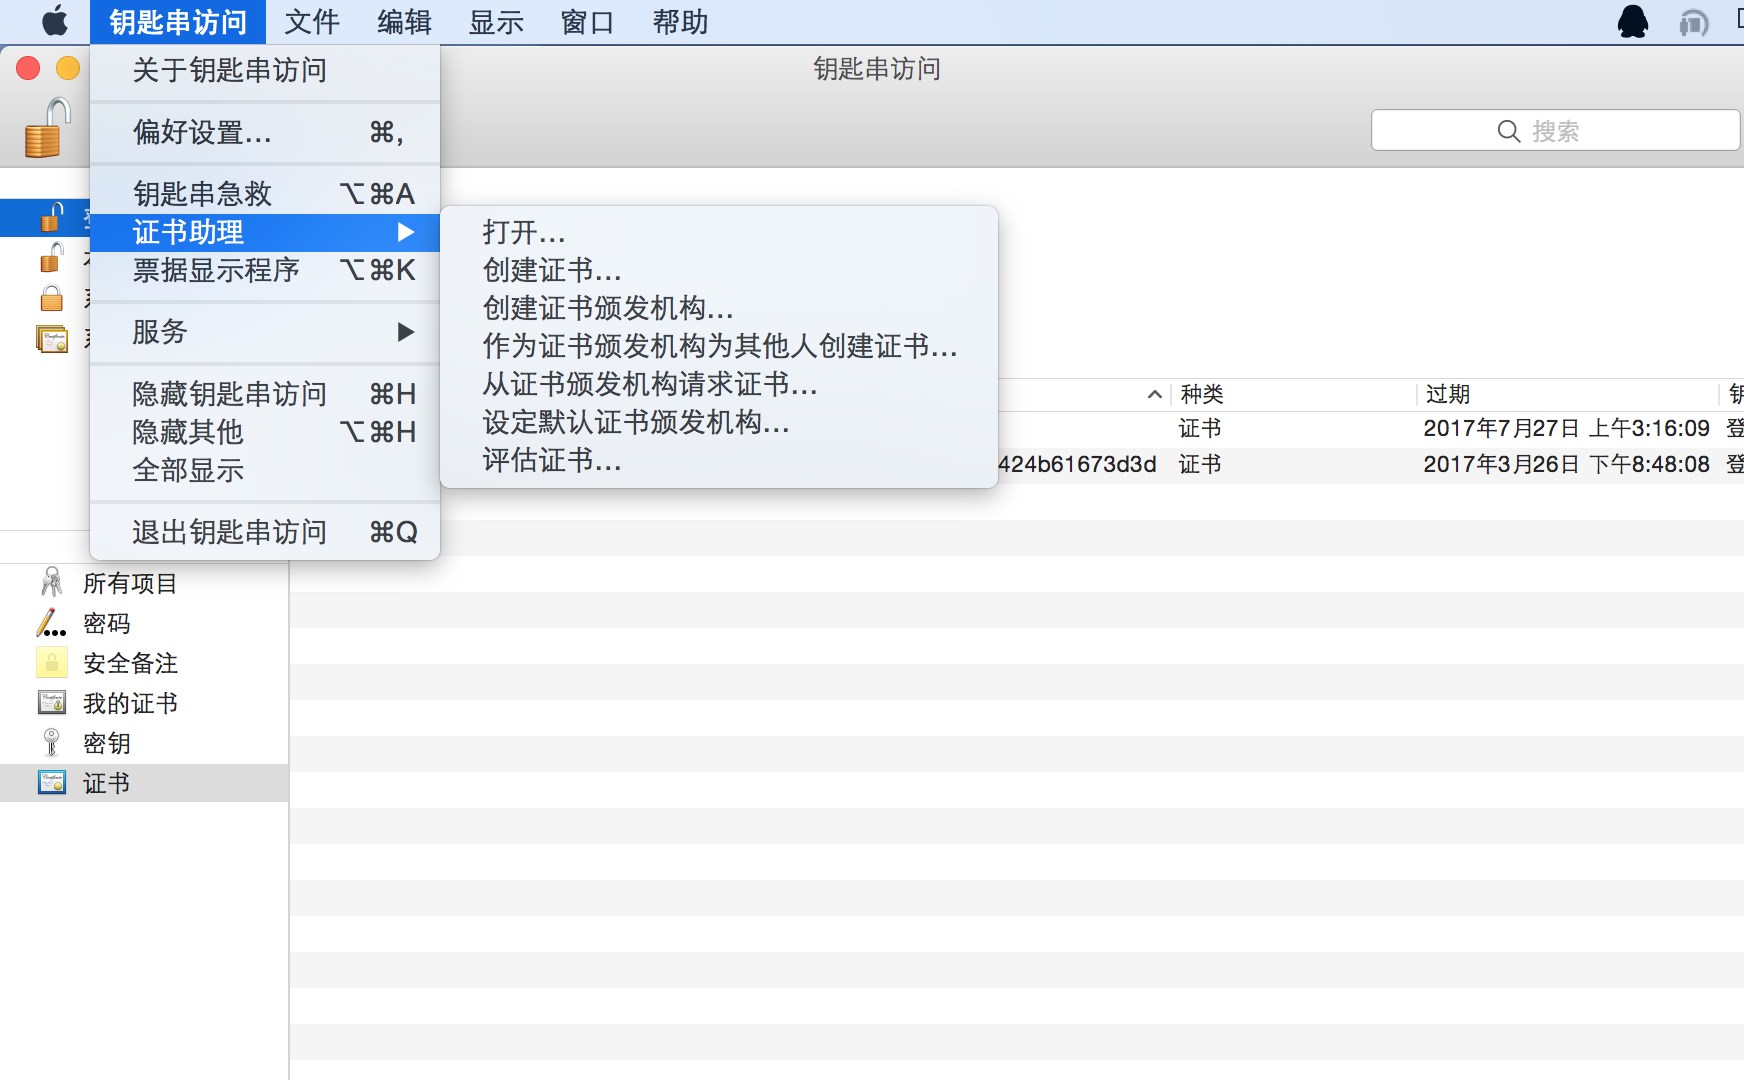 钥匙串访问 文件 编辑 显示 窗口 帮助
钥匙串访问
搜索
关于钥匙串访问
偏好设置... ⌘,
钥匙串急救 ⌥⌘A
证书助理 ▶
票据显示程序 ⌥⌘K
服务 ▶
隐藏钥匙串访问 ⌘H
隐藏其他 ⌥⌘H
全部显示
退出钥匙串访问 ⌘Q
打开...
创建证书...
创建证书颁发机构...
作为证书颁发机构为其他人创建证书...
从证书颁发机构请求证书...
设定默认证书颁发机构...
评估证书...
种类 过期
证书 2017年7月27日 上午3:16:09
424b61673d3d 证书 2017年3月26日 下午8:48:08
所有项目
密码
安全备注
我的证书
密钥
证书